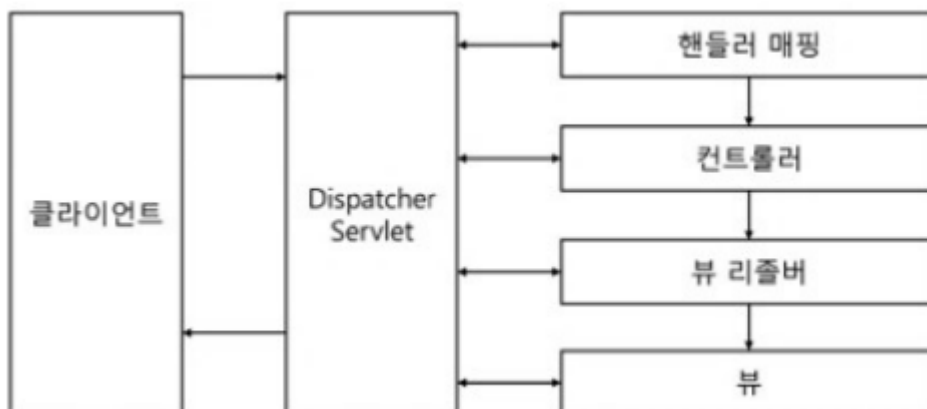 핸들러 매핑
컨트롤러
클라이언트
Dispatcher
Servlet
뷰 리졸버
뷰